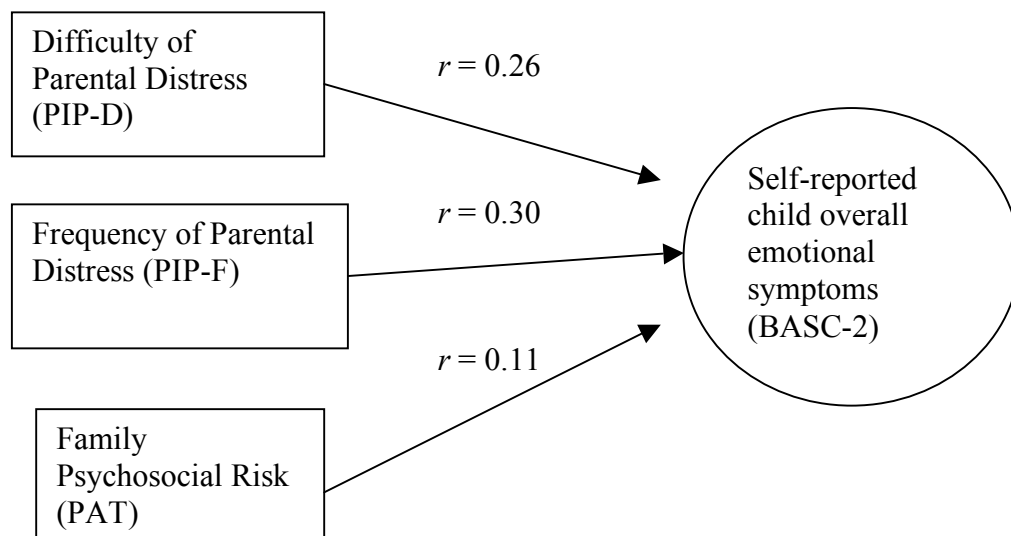 Difficulty of
Parental Distress
(PIP-D)
r = 0.26
Frequency of Parental
Distress (PIP-F)
r = 0.30
Family
Psychosocial Risk
(PAT)
r = 0.11
Self-reported
child overall
emotional
symptoms
(BASC-2)